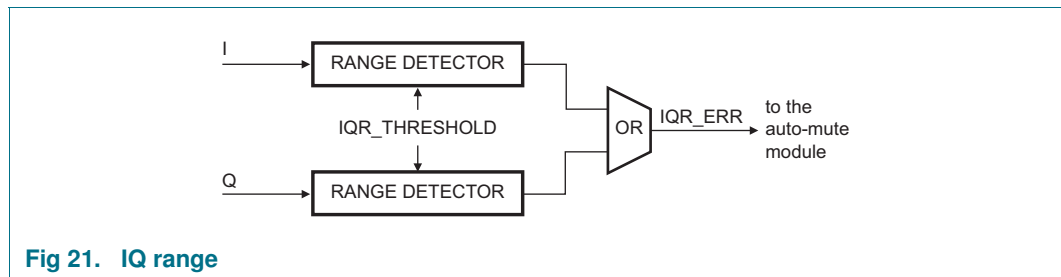 I
RANGE DETECTOR
IQR_THRESHOLD
Q
RANGE DETECTOR
OR
IQR_ERR
to the
auto-mute
module
Fig 21. IQ range